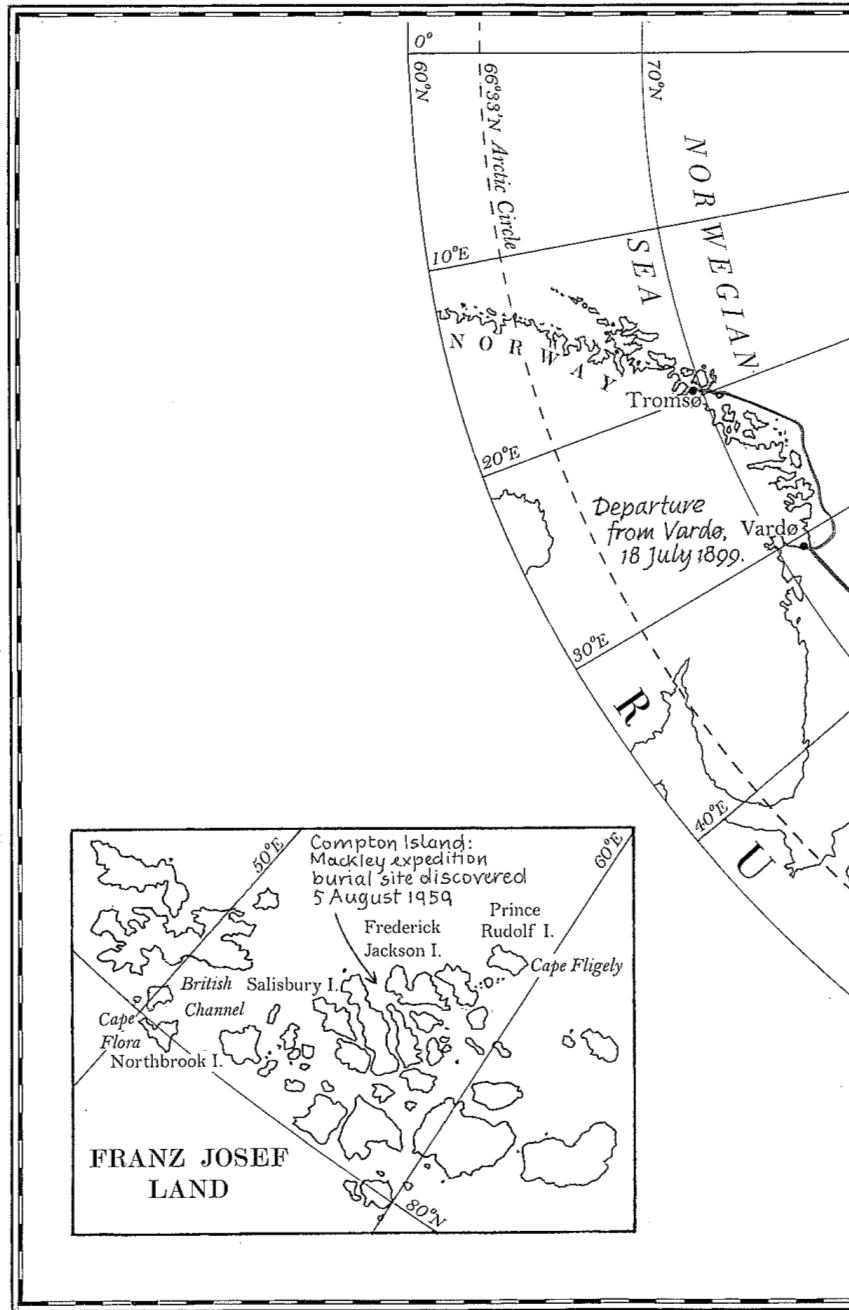 0°
60°N
66°33'N Arctic Circle
70°N
NORWEGIAN
SEA
10°E
NORWAY
Tromsø
20°E
Departure
from Vardø,
18 July 1899.
Vardø
30°E
R
U
40°E
50°E
60°E
Compton Island:
Mackley expedition
burial site discovered
5 August 1959
Frederick
Jackson I.
Prince
Rudolf I.
Cape Fligely
British
Channel
Salisbury I.
Cape
Flora
Northbrook I.
FRANZ JOSEF
LAND
80°N